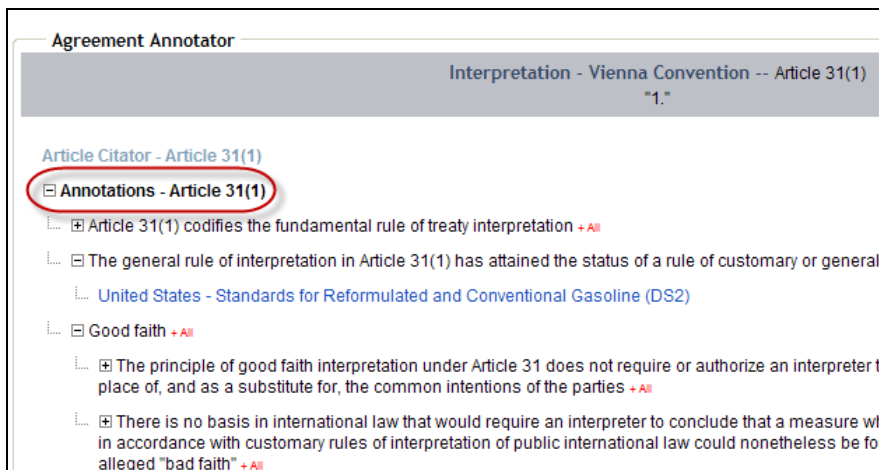 Agreement Annotator
Interpretation - Vienna Convention -- Article 31(1)
"1."
Article Citator - Article 31(1)
Annotations - Article 31(1)
Article 31(1) codifies the fundamental rule of treaty interpretation + All
The general rule of interpretation in Article 31(1) has attained the status of a rule of customary or general
United States - Standards for Reformulated and Conventional Gasoline (DS2)
Good faith + All
The principle of good faith interpretation under Article 31 does not require or authorize an interpreter
place of, and as a substitute for, the common intentions of the parties + All
There is no basis in international law that would require an interpreter to conclude that a measure
in accordance with customary rules of interpretation of public international law could nonetheless be
alleged "bad faith" + All